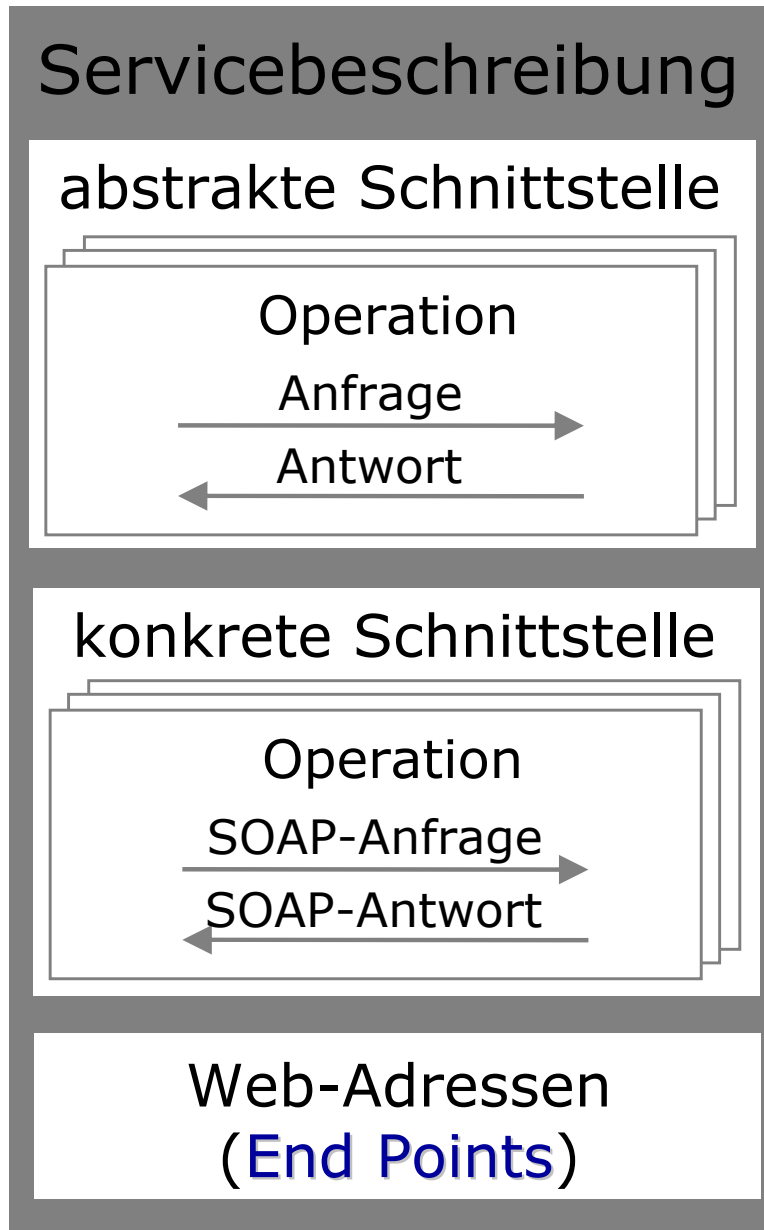 Servicebeschreibung
abstrakte Schnittstelle
Operation
Anfrage
Antwort
konkrete Schnittstelle
Operation
SOAP-Anfrage
SOAP-Antwort
Web-Adressen
(End Points)